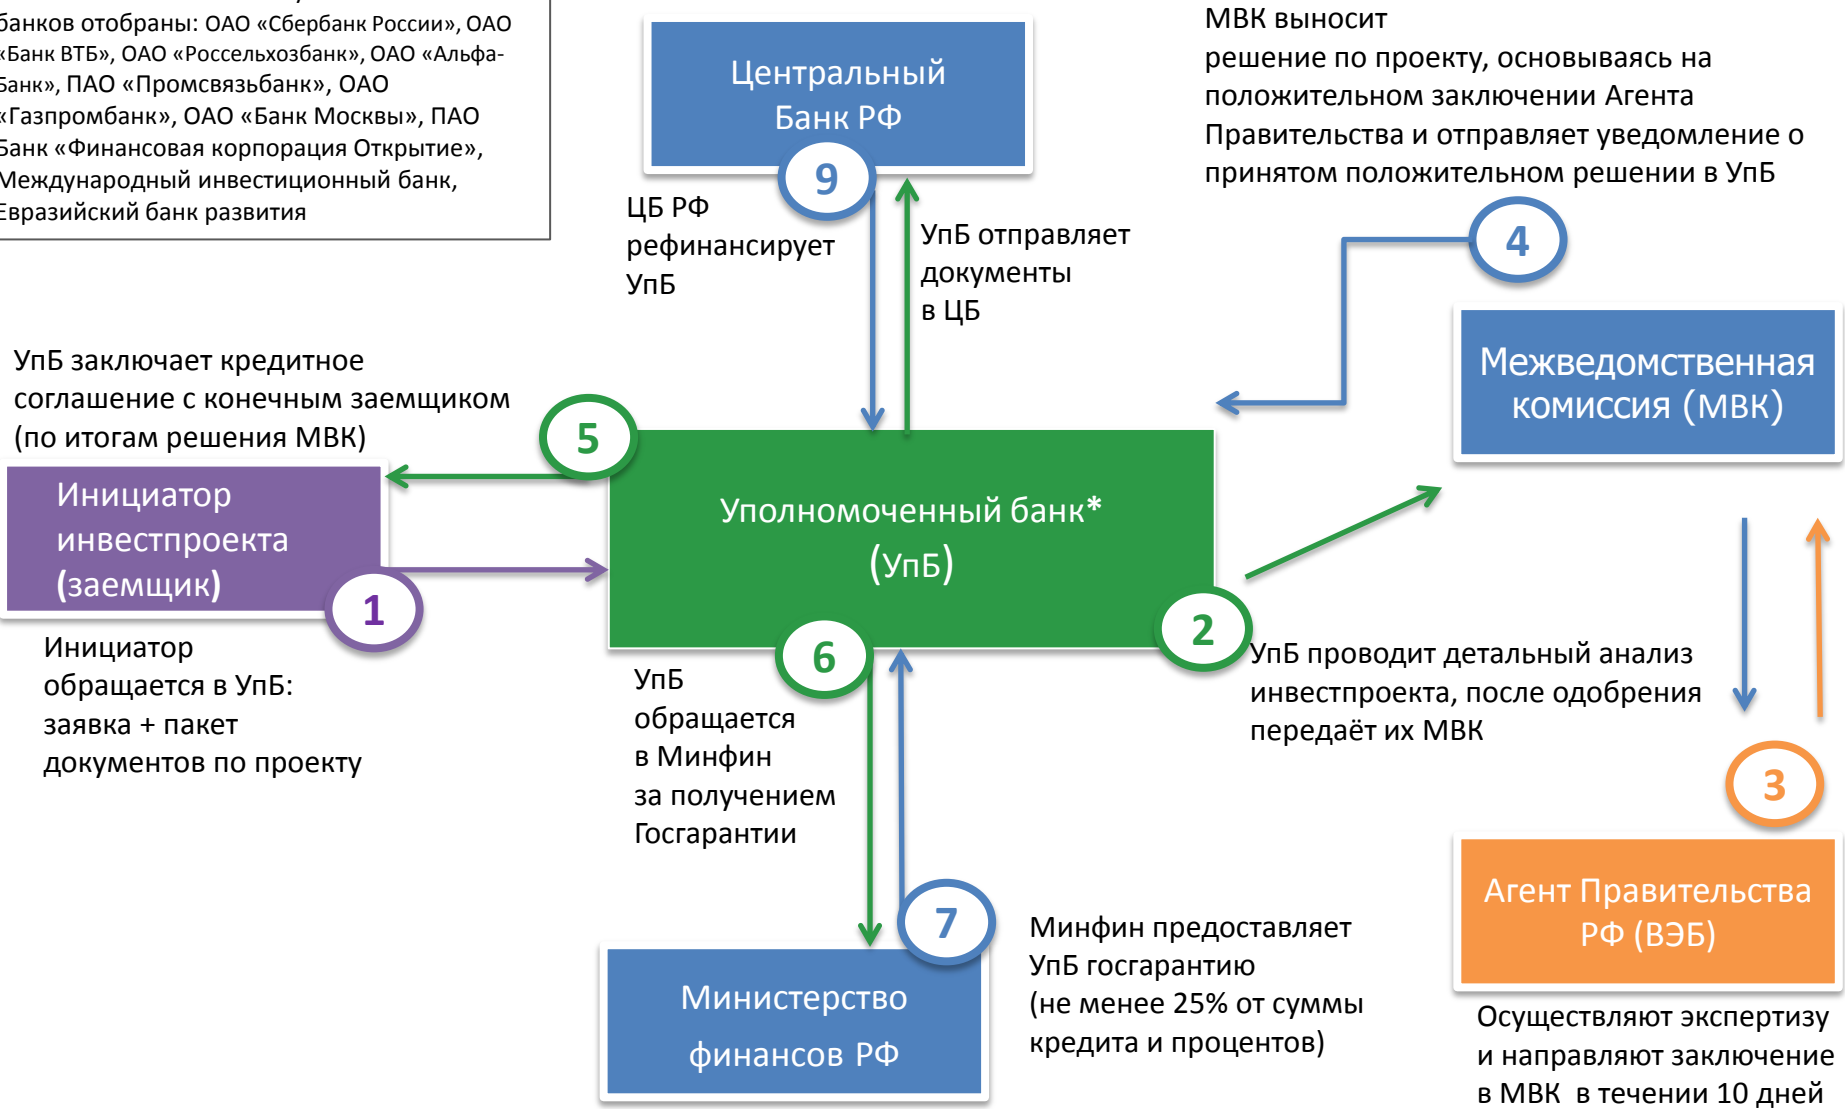 банков отобраны: ОАО «Сбербанк России», ОАО
«Банк ВТБ», ОАО «Россельхозбанк», ОАО «Альфа-
Банк», ПАО «Промсвязьбанк», ОАО
«Газпромбанк», ОАО «Банк Москвы», ПАО
Банк «Финансовая корпорация Открытие»,
Международный инвестиционный банк,
Евразийский банк развития
Центральный
Банк РФ
9
ЦБ РФ
рефинансирует
УпБ
УпБ отправляет
документы
в ЦБ
МВК выносит
решение по проекту, основываясь на
положительном заключении Агента
Правительства и отправляет уведомление о
принятом положительном решении в УпБ
4
Межведомственная
комиссия (МВК)
УпБ заключает кредитное
соглашение с конечным заемщиком
(по итогам решения МВК)
5
Инициатор
инвестпроекта
(заемщик)
1
Инициатор
обращается в УпБ:
заявка + пакет
документов по проекту
Уполномоченный банк*
(УпБ)
2
УпБ проводит детальный анализ
инвестпроекта, после одобрения
передаёт их МВК
6
УпБ
обращается
в Минфин
за получением
Госгарантии
7
Министерство
финансов РФ
Минфин предоставляет
УпБ госгарантию
(не менее 25% от суммы
кредита и процентов)
3
Агент Правительства
РФ (ВЭБ)
Осуществляют экспертизу
и направляют заключение
в МВК в течении 10 дней